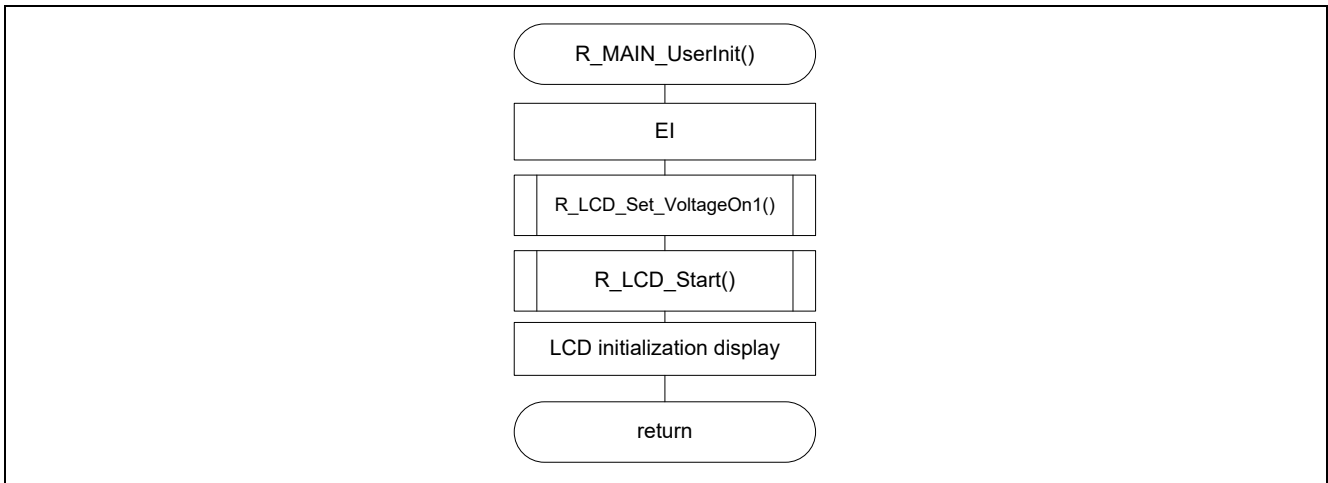 R_MAIN_UserInit()
EI
R_LCD_Set_VoltageOn1()
R_LCD_Start()
LCD initialization display
return